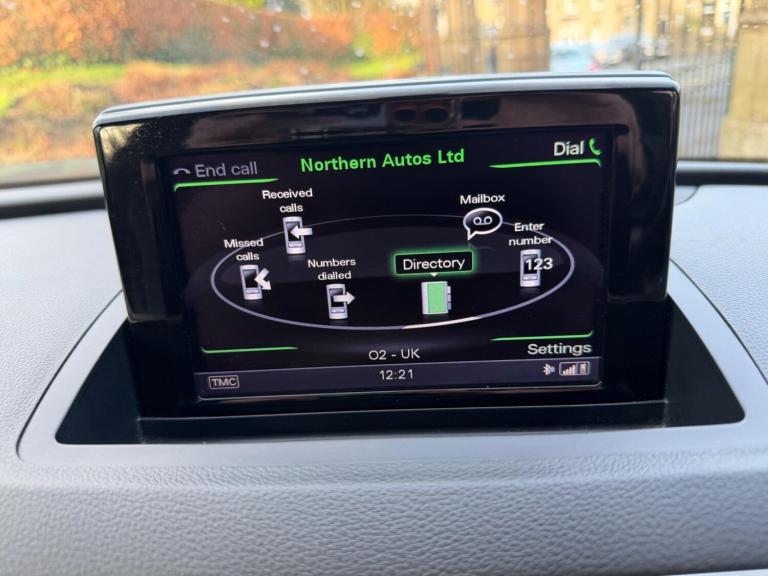 End call
Northern Autos Ltd
Dial
Received
calls
Mailbox
Missed
calls
Numbers
dialled
Directory
Enter
number
123
O2 - UK
Settings
TMC
12:21